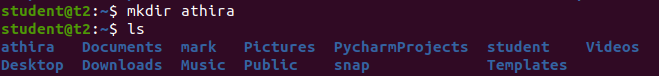 student@t2:~$ mkdir athira
student@t2:~$ ls
athira Documents mark Pictures PycharmProjects student Videos
Desktop Downloads Music Public snap Templates